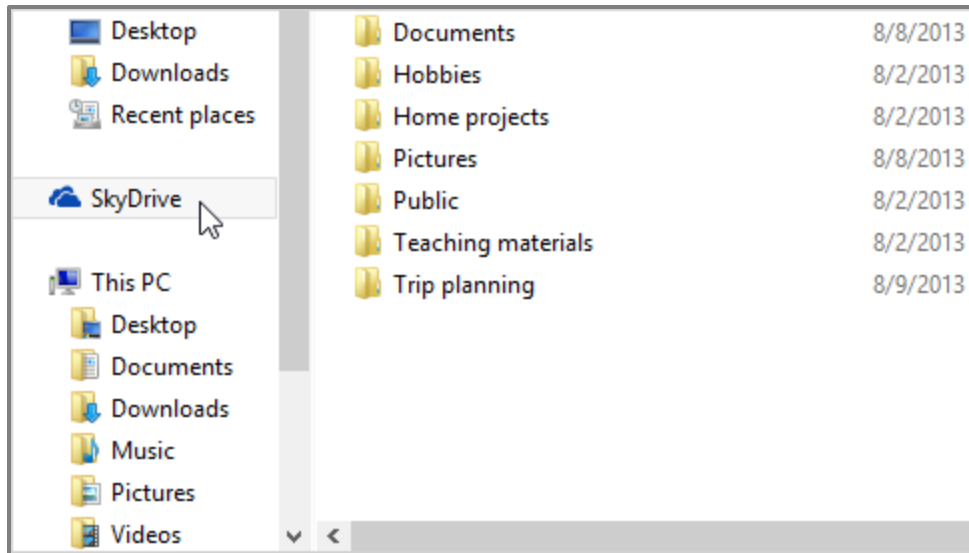 Desktop
Downloads
Recent places
SkyDrive
This PC
Desktop
Documents
Downloads
Music
Pictures
Videos
Documents 8/8/2013
Hobbies 8/2/2013
Home projects 8/2/2013
Pictures 8/8/2013
Public 8/2/2013
Teaching materials 8/2/2013
Trip planning 8/9/2013